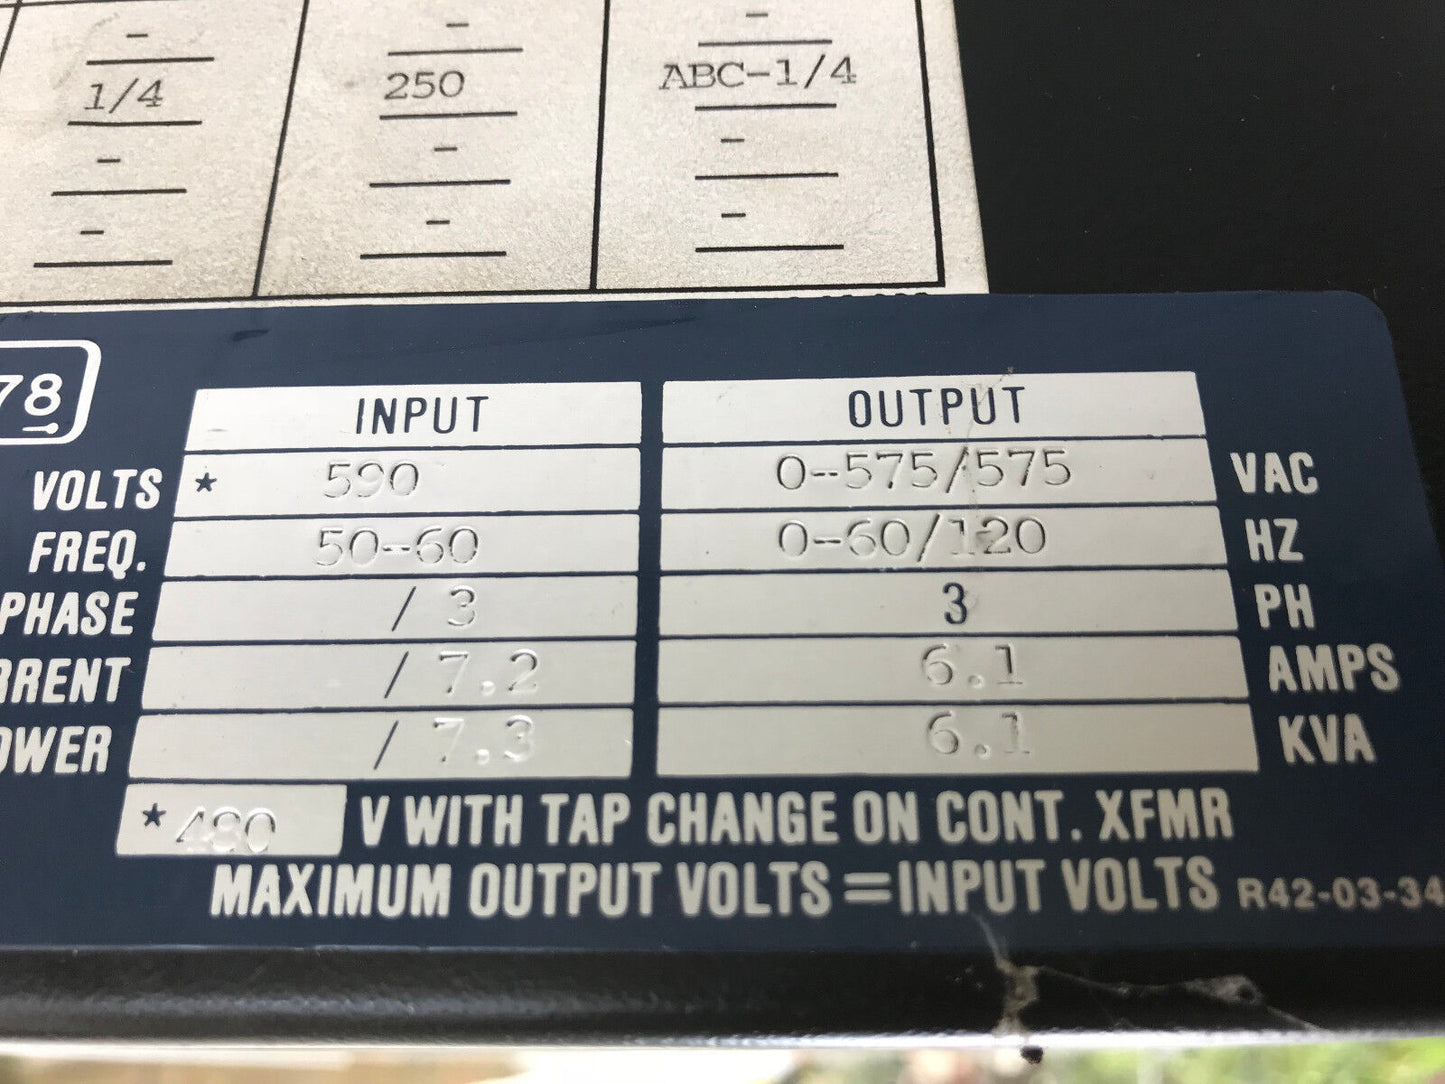 - - -
1/4 250 ABC-1/4
- - -
- - -
78
INPUT OUTPUT
VOLTS * 590 0-575/575 VAC
FREQ. 50-60 0-60/120 HZ
PHASE / 3 3 PH
RRENT / 7.2 6.1 AMPS
OWER / 7.3 6.1 KVA
*480 V WITH TAP CHANGE ON CONT. XFMR
MAXIMUM OUTPUT VOLTS = INPUT VOLTS R42-03-34